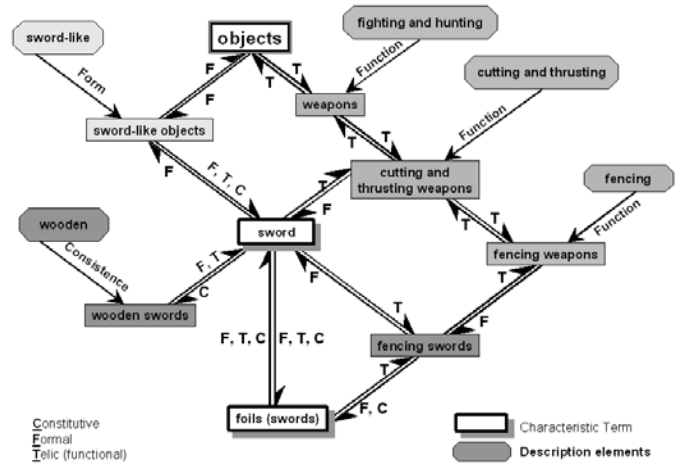 sword-like
objects
fighting and hunting
Form
F
T
Function
cutting and thrusting
F
T
weapons
sword-like objects
T
Function
F
F, T, C
T
cutting and
thrusting weapons
fencing
T
F
T
wooden
sword
T
Function
Consistence
F, T
F
fencing weapons
C
T
T
wooden swords
F
F, T, C
F, T, C
fencing swords
T
F, C
foils (swords)
Constitutive
Formal
Telic (functional)
Characteristic Term
Description elements